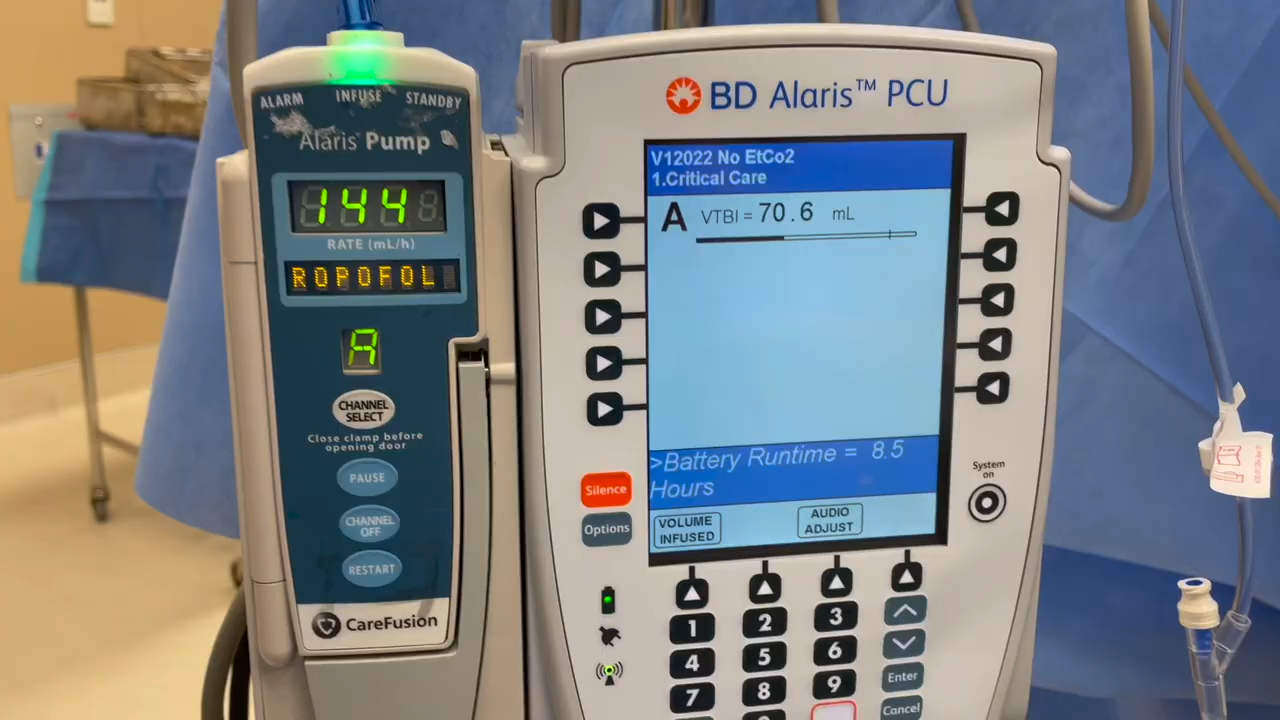 ALARM
INFUSE
STANDBY
Alaris Pump
144
RATE (mL/h)
ROPOFOL
A
CHANNEL
SELECT
Close clamp before
opening door
PAUSE
CHANNEL
OFF
RESTART
CareFusion
BD Alaris™ PCU
V12022 No EtCo2
1.Critical Care
A VTBI = 70.6 mL
>Battery Runtime = 8.5
Hours
VOLUME
INFUSED
AUDIO
ADJUST
Silence
Options
System
on
1 2 3
4 5 6
7 8 9
Enter
Cancel